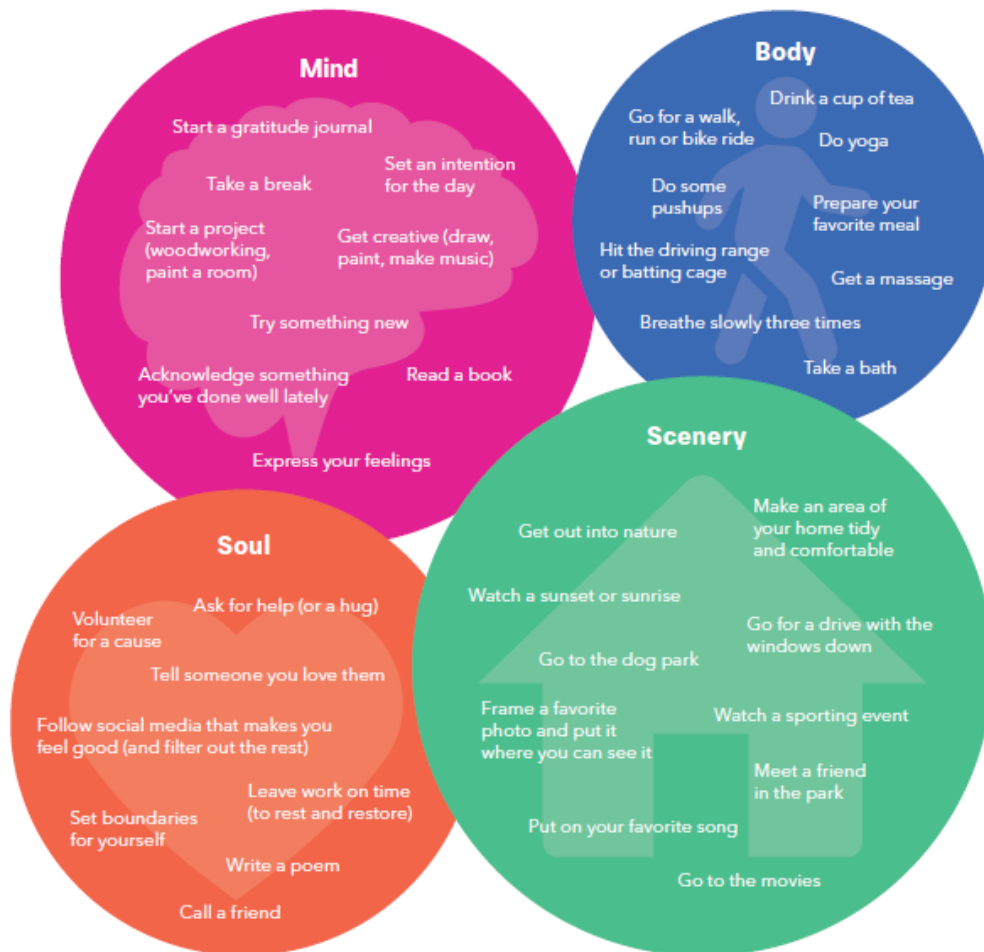 Mind
Start a gratitude journal
Take a break
Set an intention
for the day
Start a project
(woodworking,
paint a room)
Get creative (draw,
paint, make music)
Try something new
Acknowledge something
you've done well lately
Read a book
Express your feelings
Body
Drink a cup of tea
Go for a walk,
run or bike ride
Do yoga
Do some
pushups
Prepare your
favorite meal
Hit the driving range
or batting cage
Get a massage
Breathe slowly three times
Take a bath
Soul
Ask for help (or a hug)
Volunteer
for a cause
Tell someone you love them
Follow social media that makes you
feel good (and filter out the rest)
Leave work on time
(to rest and restore)
Set boundaries
for yourself
Write a poem
Call a friend
Scenery
Make an area of
your home tidy
and comfortable
Get out into nature
Watch a sunset or sunrise
Go for a drive with the
windows down
Go to the dog park
Frame a favorite
photo and put it
where you can see it
Watch a sporting event
Meet a friend
in the park
Put on your favorite song
Go to the movies